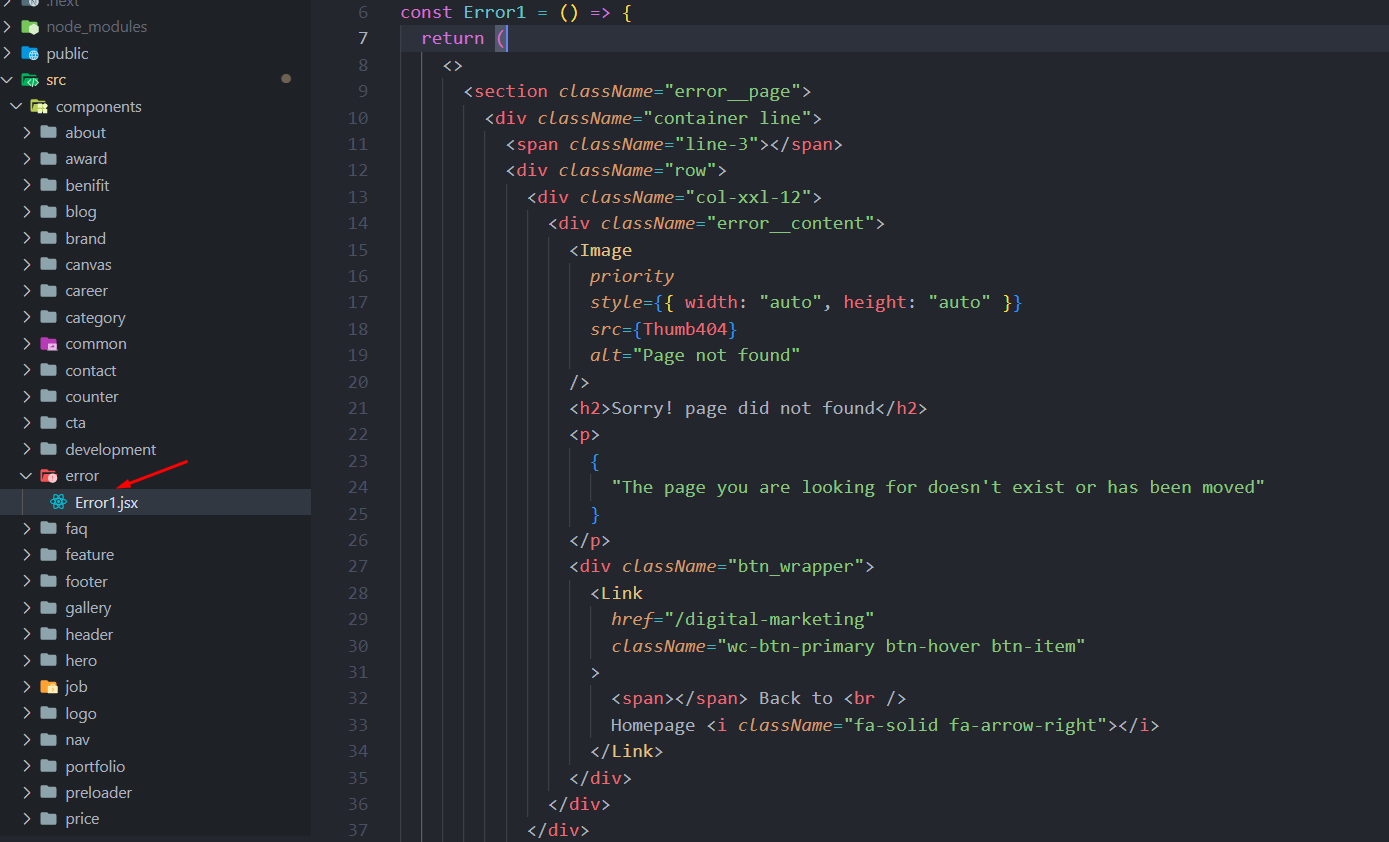 .next
node_modules
public
src
components
about
award
benifit
blog
brand
canvas
career
category
common
contact
counter
cta
development
error
Error1.jsx
faq
feature
footer
gallery
header
hero
job
logo
nav
portfolio
preloader
price
6 const Error1 = () => {
7 return (
8 <>
9 <section className="error__page">
10 <div className="container line">
11 <span className="line-3"></span>
12 <div className="row">
13 <div className="col-xxl-12">
14 <div className="error__content">
15 <Image
16 priority
17 style={{ width: "auto", height: "auto" }}
18 src={Thumb404}
19 alt="Page not found"
20 />
21 <h2>Sorry! page did not found</h2>
22 <p>
23 {
24 "The page you are looking for doesn't exist or has been moved"
25 }
26 </p>
27 <div className="btn_wrapper">
28 <Link
29 href="/digital-marketing"
30 className="wc-btn-primary btn-hover btn-item"
31 >
32 <span></span> Back to <br />
33 Homepage <i className="fa-solid fa-arrow-right"></i>
34 </Link>
35 </div>
36 </div>
37 </div>